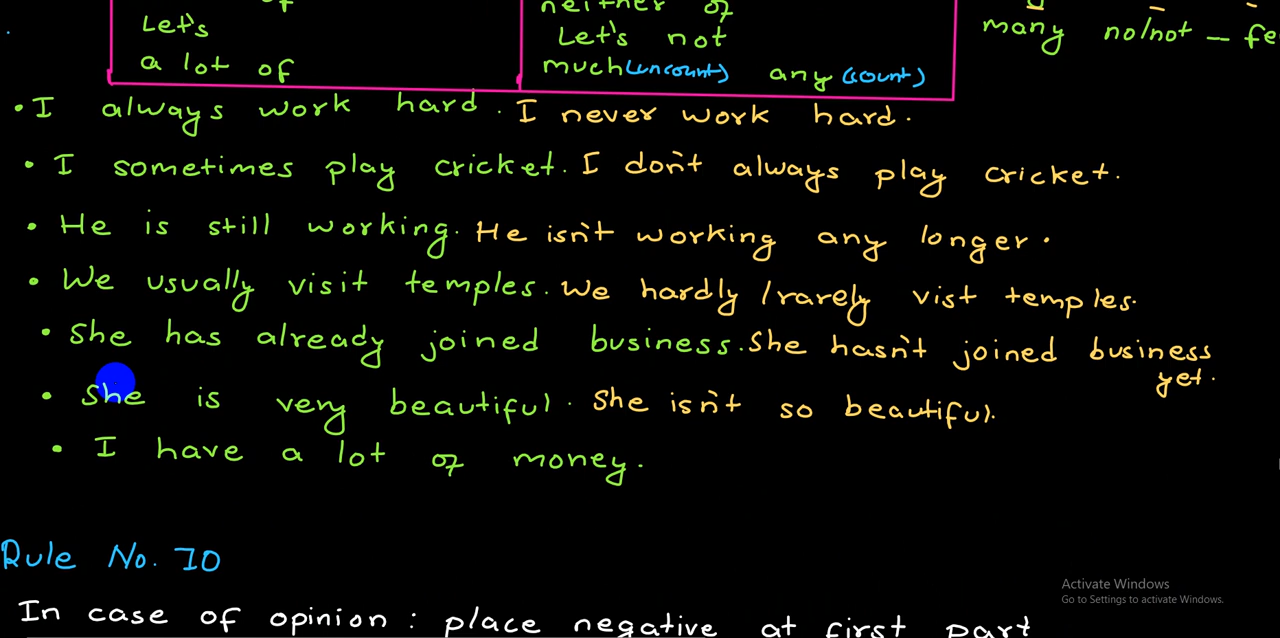 Let's
a lot of
neither of
Let's not
much (uncount) any (count)
many no/not – fe
• I always work hard. I never work hard.
• I sometimes play cricket. I don't always play cricket.
• He is still working. He isn't working any longer.
• We usually visit temples. We hardly /rarely vist temples.
• She has already joined business. She hasn't joined business
yet.
• She is very beautiful. She isn't so beautiful.
• I have a lot of money.
Rule No. 10
In case of opinion : place negative at first part
Activate Windows
Go to Settings to activate Windows.